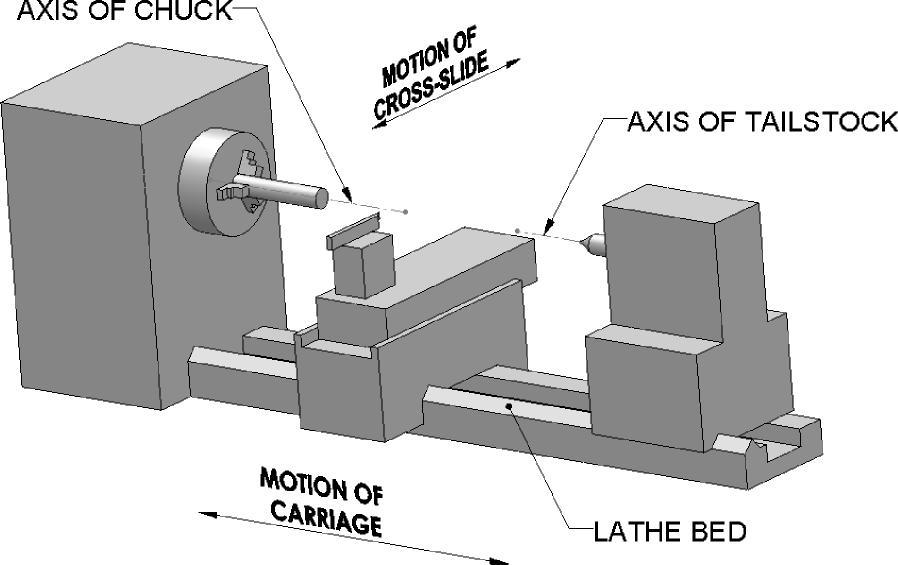 AXIS OF CHUCK
MOTION OF
CROSS-SLIDE
AXIS OF TAILSTOCK
MOTION OF
CARRIAGE
LATHE BED